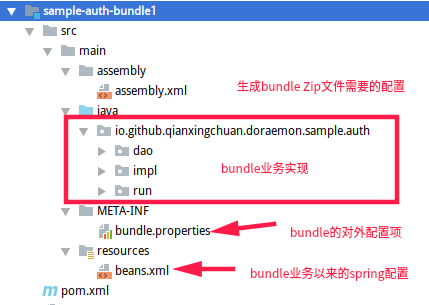 sample-auth-bundle1
src
main
assembly
assembly.xml
生成bundle Zip文件需要的配置
java
io.github.qianxingchuan.doraemon.sample.auth
dao
impl
bundle业务实现
run
META-INF
bundle.properties
bundle的对外配置项
resources
beans.xml
bundle业务以来的spring配置
m pom.xml